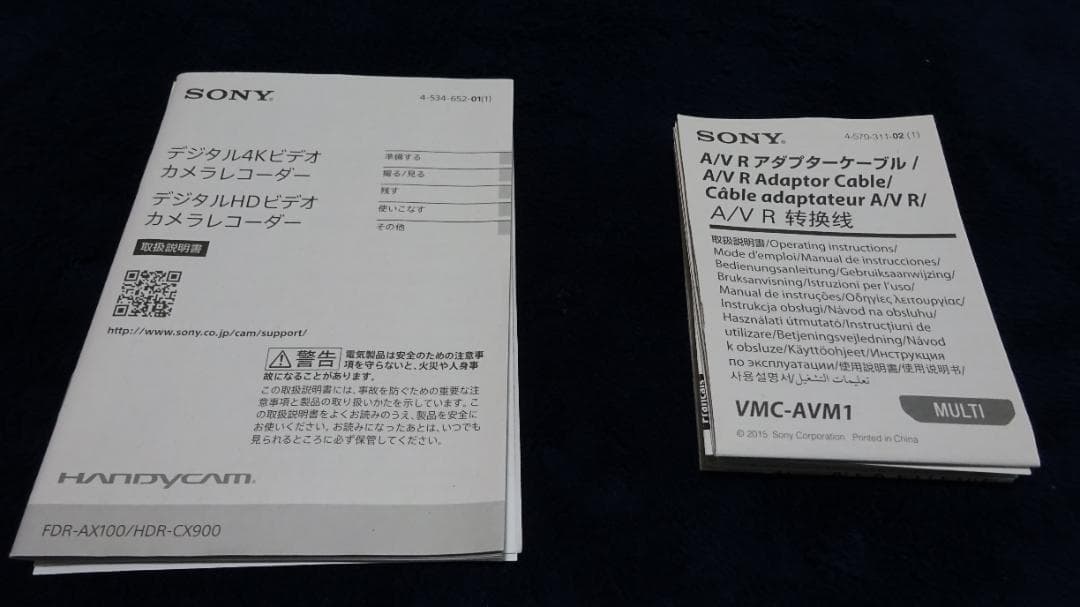 SONY®
4-534-652-01(1)
デジタル4Kビデオ
カメラレコーダー
デジタルHDビデオ
カメラレコーダー
取扱説明書
準備する
撮る/見る
残す
使いこなす
その他
http://www.sony.co.jp/cam/support/
警告 電気製品は安全のための注意事
項を守らないと、火災や人身事
故になることがあります。
この取扱説明書には、事故を防ぐための重要な注
意事項と製品の取り扱いかたを示しています。こ
の取扱説明書をよくお読みのうえ、製品を安全に
お使いください。お読みになったあとは、いつでも
見られるところに必ず保管してください。
HANDYCAM®
FDR-AX100/HDR-CX900
SONY®
4-570-311-02 (1)
A/V R アダプターケーブル /
A/V R Adaptor Cable/
Câble adaptateur A/V R/
A/V R 转换线
取扱説明書/Operating instructions/
Mode d'emploi/Manual de instrucciones/
Bedienungsanleitung/Gebruiksaanwijzing/
Bruksanvisning/Istruzioni per l'uso/
Manual de instruções/Οδηγίες λειτουργίας/
Instrukcja obsługi/Návod na obsluhu/
Használati útmutató/Instrucţiuni de
utilizare/Betjeningsvejledning/Návod
k obsluze/Käyttöohjeet/Инструкция
по эксплуатации/使用說明書/使用说明书/
사용설명서/تعليمات التشغيل
VMC-AVM1
MULTI
© 2015 Sony Corporation Printed in China
Français